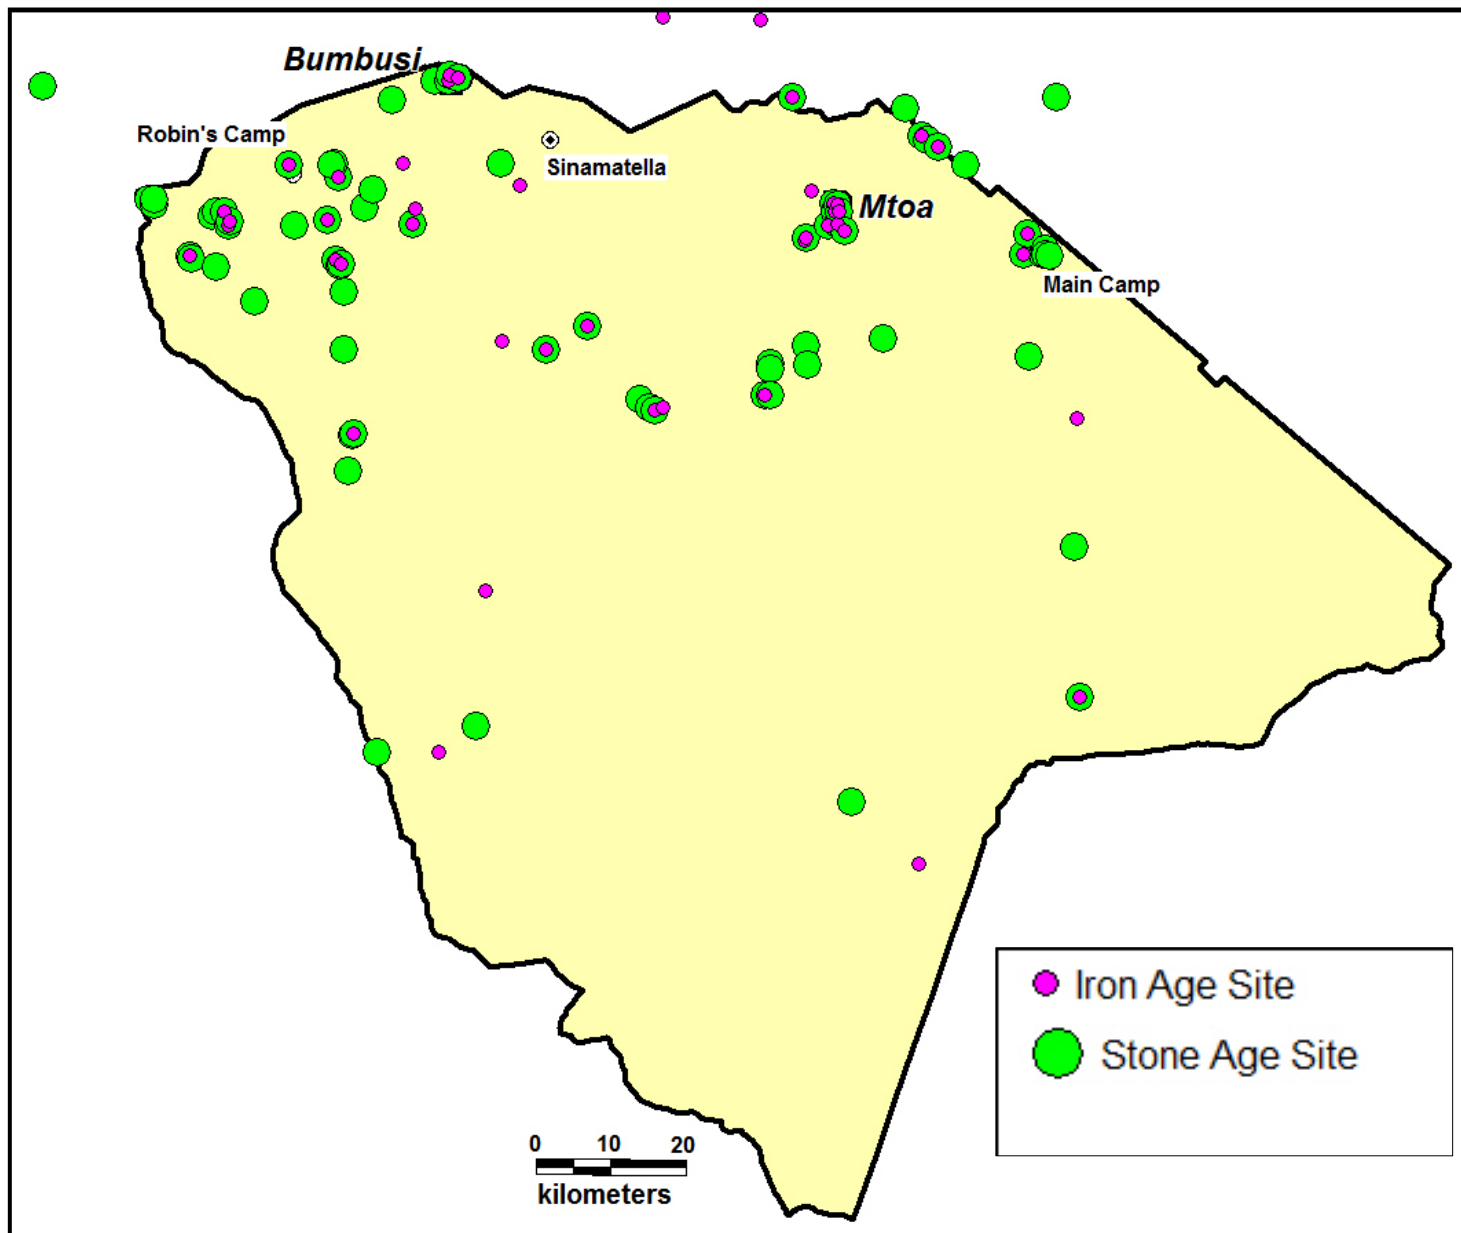 Bumbusi
Robin's Camp
Sinamatella
Mtoa
Main Camp
Iron Age Site
Stone Age Site
0 10 20
kilometers